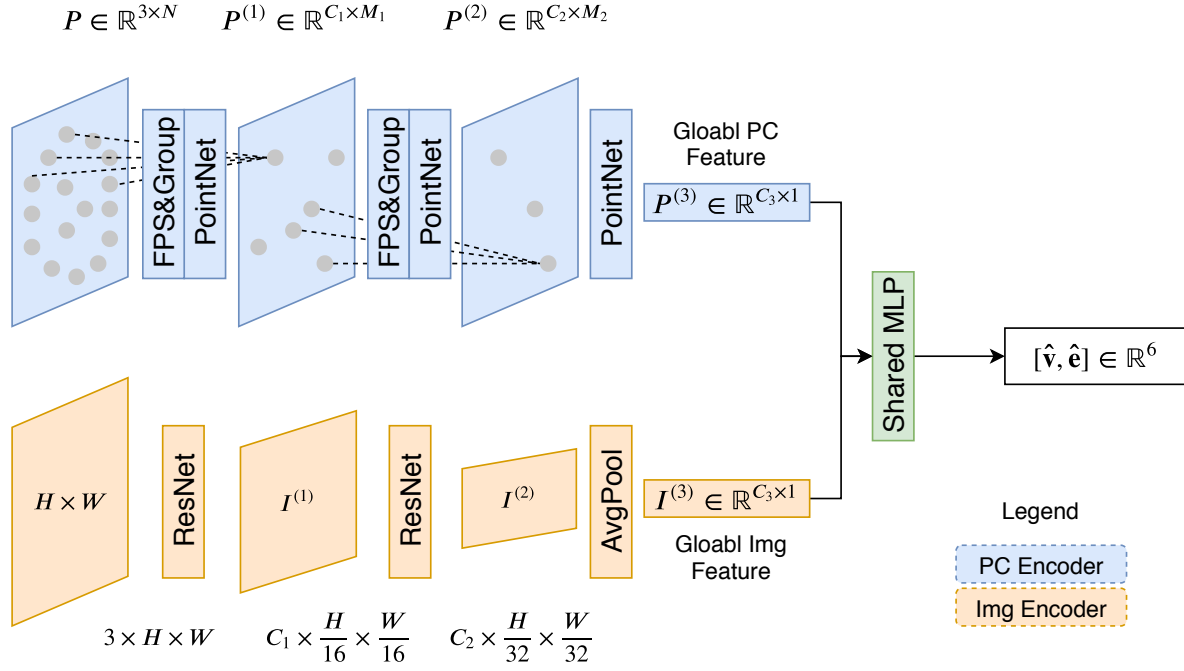 P ∈ ℝ^{3×N}
P^{(1)} ∈ ℝ^{C_1×M_1}
P^{(2)} ∈ ℝ^{C_2×M_2}
FPS&Group
PointNet
FPS&Group
PointNet
PointNet
Gloabl PC
Feature
P^{(3)} ∈ ℝ^{C_3×1}
Shared MLP
[v̂, ê] ∈ ℝ^6
H × W
ResNet
I^{(1)}
ResNet
I^{(2)}
AvgPool
I^{(3)} ∈ ℝ^{C_3×1}
Gloabl Img
Feature
3 × H × W
C_1 × H/16 × W/16
C_2 × H/32 × W/32
Legend
PC Encoder
Img Encoder